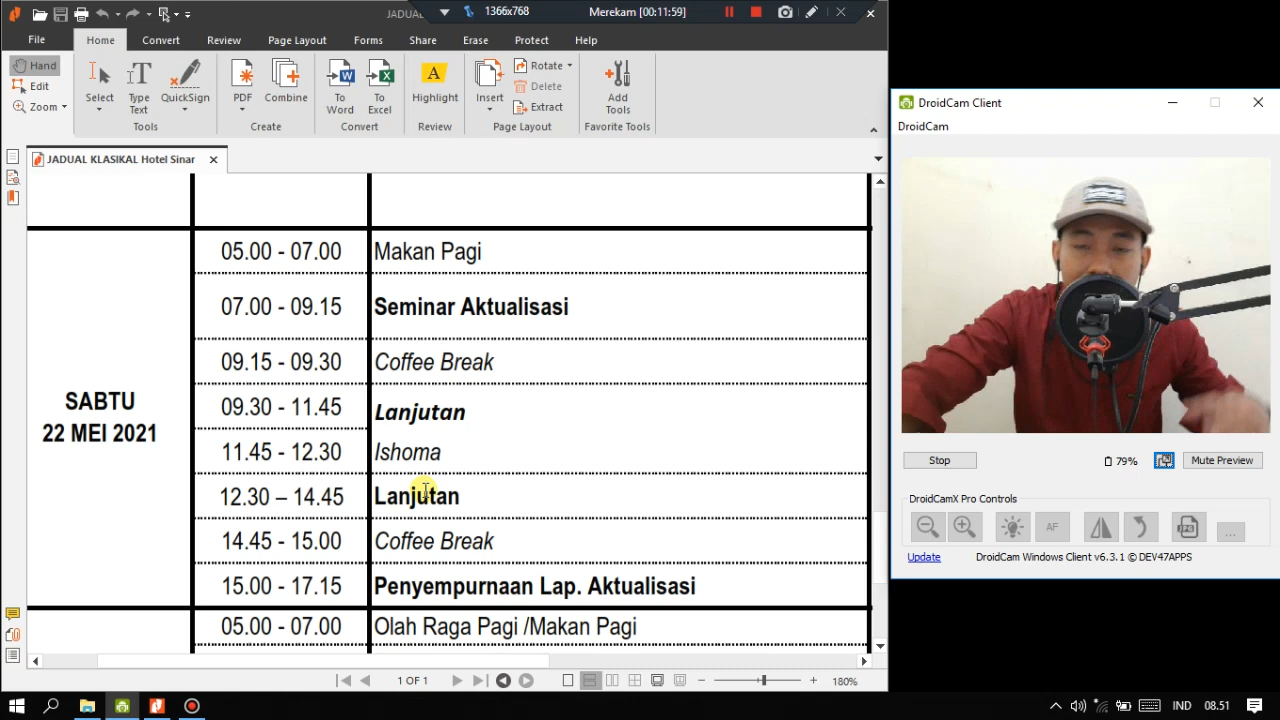 JADUA
1366x768
Merekam [00:11:59]
File
Home
Convert
Review
Page Layout
Forms
Share
Erase
Protect
Help
Hand
Edit
Zoom
Select
Type Text
QuickSign
Tools
PDF
Combine
Create
To Word
To Excel
Convert
Highlight
Review
Insert
Rotate
Delete
Extract
Page Layout
Add Tools
Favorite Tools
JADUAL KLASIKAL Hotel Sinar
SABTU
22 MEI 2021
05.00 - 07.00 Makan Pagi
07.00 - 09.15 Seminar Aktualisasi
09.15 - 09.30 Coffee Break
09.30 - 11.45 Lanjutan
11.45 - 12.30 Ishoma
12.30 – 14.45 Lanjutan
14.45 - 15.00 Coffee Break
15.00 - 17.15 Penyempurnaan Lap. Aktualisasi
05.00 - 07.00 Olah Raga Pagi /Makan Pagi
1 OF 1
180%
DroidCam Client
DroidCam
Stop
79%
Mute Preview
DroidCamX Pro Controls
AF
JPG
...
Update
DroidCam Windows Client v6.3.1 © DEV47APPS
IND
08.51